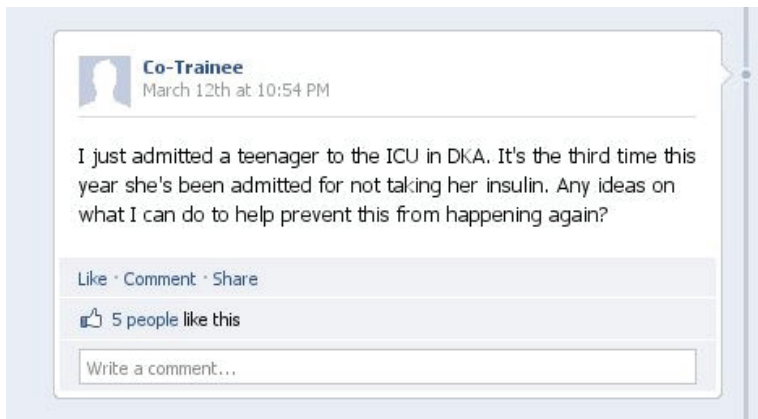 Co-Trainee
March 12th at 10:54 PM
I just admitted a teenager to the ICU in DKA. It's the third time this
year she's been admitted for not taking her insulin. Any ideas on
what I can do to help prevent this from happening again?
Like · Comment · Share
5 people like this
Write a comment...